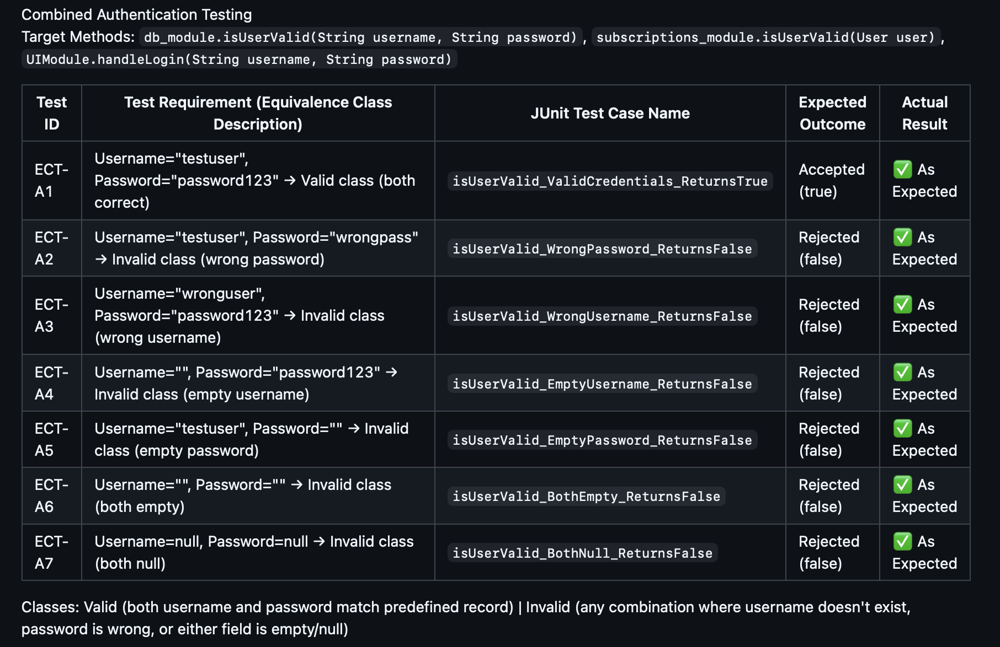 Combined Authentication Testing
Target Methods: db_module.isUserValid(String username, String password), subscriptions_module.isUserValid(User user),
UIModule.handleLogin(String username, String password)
Test ID | Test Requirement (Equivalence Class Description) | JUnit Test Case Name | Expected Outcome | Actual Result
ECT-A1 | Username="testuser", Password="password123" → Valid class (both correct) | isUserValid_ValidCredentials_ReturnsTrue | Accepted (true) | ✅ As Expected
ECT-A2 | Username="testuser", Password="wrongpass" → Invalid class (wrong password) | isUserValid_WrongPassword_ReturnsFalse | Rejected (false) | ✅ As Expected
ECT-A3 | Username="wronguser", Password="password123" → Invalid class (wrong username) | isUserValid_WrongUsername_ReturnsFalse | Rejected (false) | ✅ As Expected
ECT-A4 | Username="", Password="password123" → Invalid class (empty username) | isUserValid_EmptyUsername_ReturnsFalse | Rejected (false) | ✅ As Expected
ECT-A5 | Username="testuser", Password="" → Invalid class (empty password) | isUserValid_EmptyPassword_ReturnsFalse | Rejected (false) | ✅ As Expected
ECT-A6 | Username="", Password="" → Invalid class (both empty) | isUserValid_BothEmpty_ReturnsFalse | Rejected (false) | ✅ As Expected
ECT-A7 | Username=null, Password=null → Invalid class (both null) | isUserValid_BothNull_ReturnsFalse | Rejected (false) | ✅ As Expected
Classes: Valid (both username and password match predefined record) | Invalid (any combination where username doesn't exist,
password is wrong, or either field is empty/null)